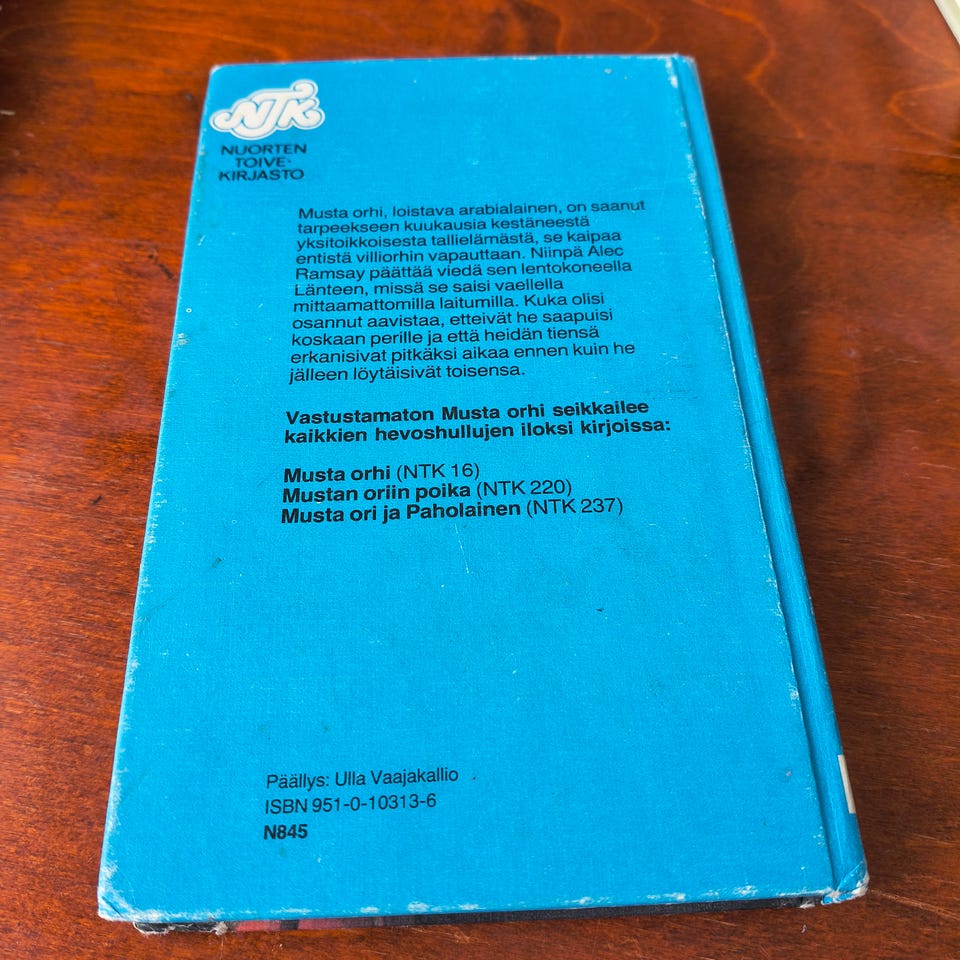 NTK
NUORTEN
TOIVE-
KIRJASTO
Musta orhi, loistava arabialainen, on saanut
tarpeekseen kuukausia kestäneestä
yksitoikkoisesta tallielämästä, se kaipaa
entistä villiorhin vapauttaan. Niinpä Alec
Ramsay päättää viedä sen lentokoneella
Länteen, missä se saisi vaellella
mittaamattomilla laitumilla. Kuka olisi
osannut aavistaa, etteivät he saapuisi
koskaan perille ja että heidän tiensä
erkanisivat pitkäksi aikaa ennen kuin he
jälleen löytäisivät toisensa.
Vastustamaton Musta orhi seikkailee
kaikkien hevoshullujen iloksi kirjoissa:
Musta orhi (NTK 16)
Mustan oriin poika (NTK 220)
Musta ori ja Paholainen (NTK 237)
Päällys: Ulla Vaajakallio
ISBN 951-0-10313-6
N845